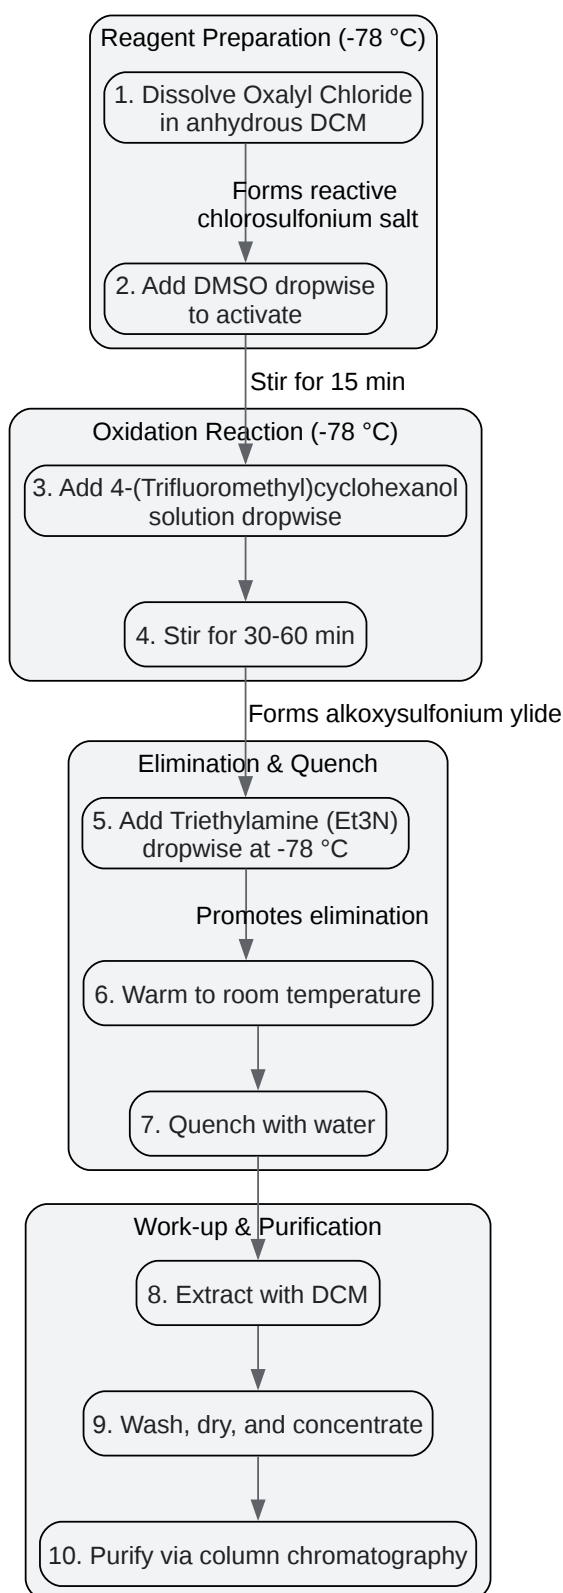 Reagent Preparation (-78 °C)
1. Dissolve Oxalyl Chloride
in anhydrous DCM
Forms reactive
chlorosulfonium salt
2. Add DMSO dropwise
to activate
Stir for 15 min
Oxidation Reaction (-78 °C)
3. Add 4-(Trifluoromethyl)cyclohexanol
solution dropwise
4. Stir for 30-60 min
Forms alkoxysulfonium ylide
Elimination & Quench
5. Add Triethylamine (Et3N)
dropwise at -78 °C
Promotes elimination
6. Warm to room temperature
7. Quench with water
Work-up & Purification
8. Extract with DCM
9. Wash, dry, and concentrate
10. Purify via column chromatography